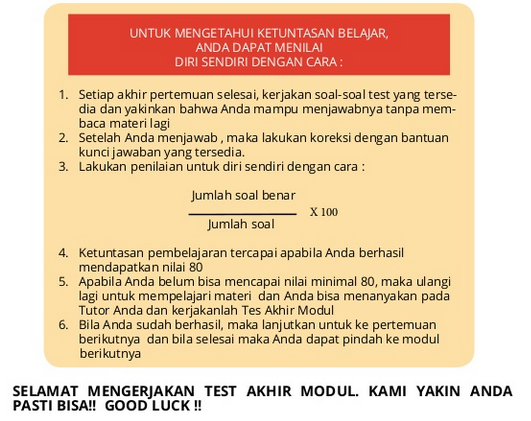 UNTUK MENGETAHUI KETUNTASAN BELAJAR,
ANDA DAPAT MENILAI
DIRI SENDIRI DENGAN CARA :
1. Setiap akhir pertemuan selesai, kerjakan soal-soal test yang terse-
dia dan yakinkan bahwa Anda mampu menjawabnya tanpa mem-
baca materi lagi
2. Setelah Anda menjawab , maka lakukan koreksi dengan bantuan
kunci jawaban yang tersedia.
3. Lakukan penilaian untuk diri sendiri dengan cara :
Jumlah soal benar
X 100
Jumlah soal
4. Ketuntasan pembelajaran tercapai apabila Anda berhasil
mendapatkan nilai 80
5. Apabila Anda belum bisa mencapai nilai minimal 80, maka ulangi
lagi untuk mempelajari materi dan Anda bisa menanyakan pada
Tutor Anda dan kerjakanlah Tes Akhir Modul
6. Bila Anda sudah berhasil, maka lanjutkan untuk ke pertemuan
berikutnya dan bila selesai maka Anda dapat pindah ke modul
berikutnya
SELAMAT MENGERJAKAN TEST AKHIR MODUL. KAMI YAKIN ANDA
PASTI BISA!! GOOD LUCK !!